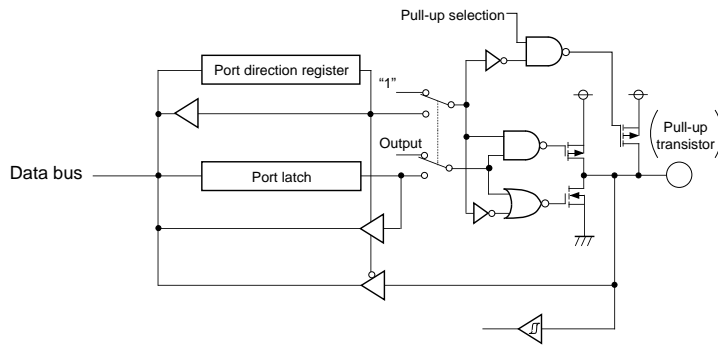 Pull-up selection
Port direction register
“1”
Output
(Pull-up
transistor)
Data bus
Port latch